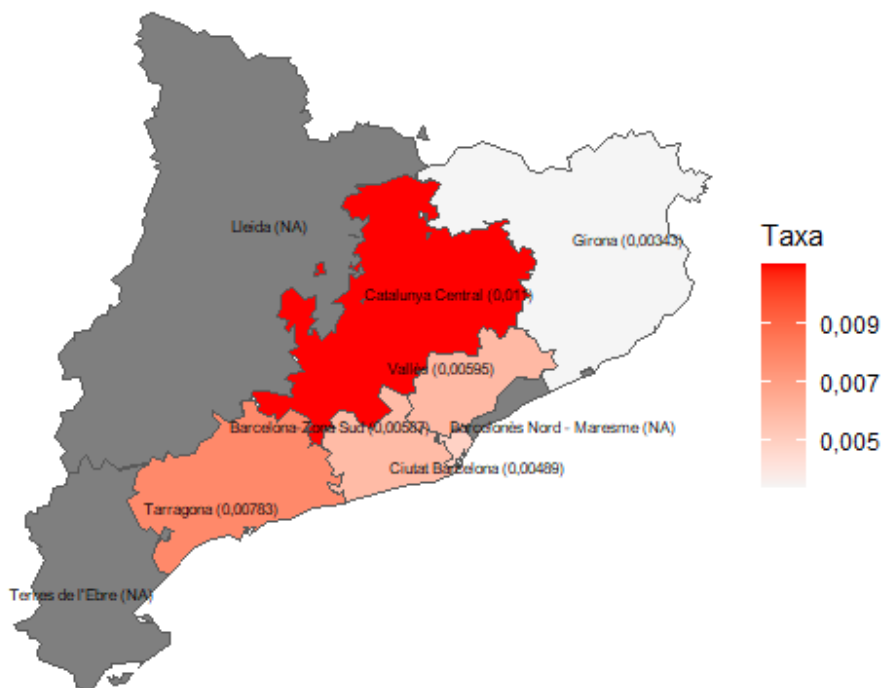 Lleida (NA)
Girona (0,00343)
Taxa
Catalunya Central (0,011)
0,009
Vallès (0,00595)
0,007
Barcelona-Zona Sud (0,00587)
Barcelonès Nord - Maresme (NA)
0,005
Ciutat Barcelona (0,00489)
Tarragona (0,00783)
Terres de l'Ebre (NA)